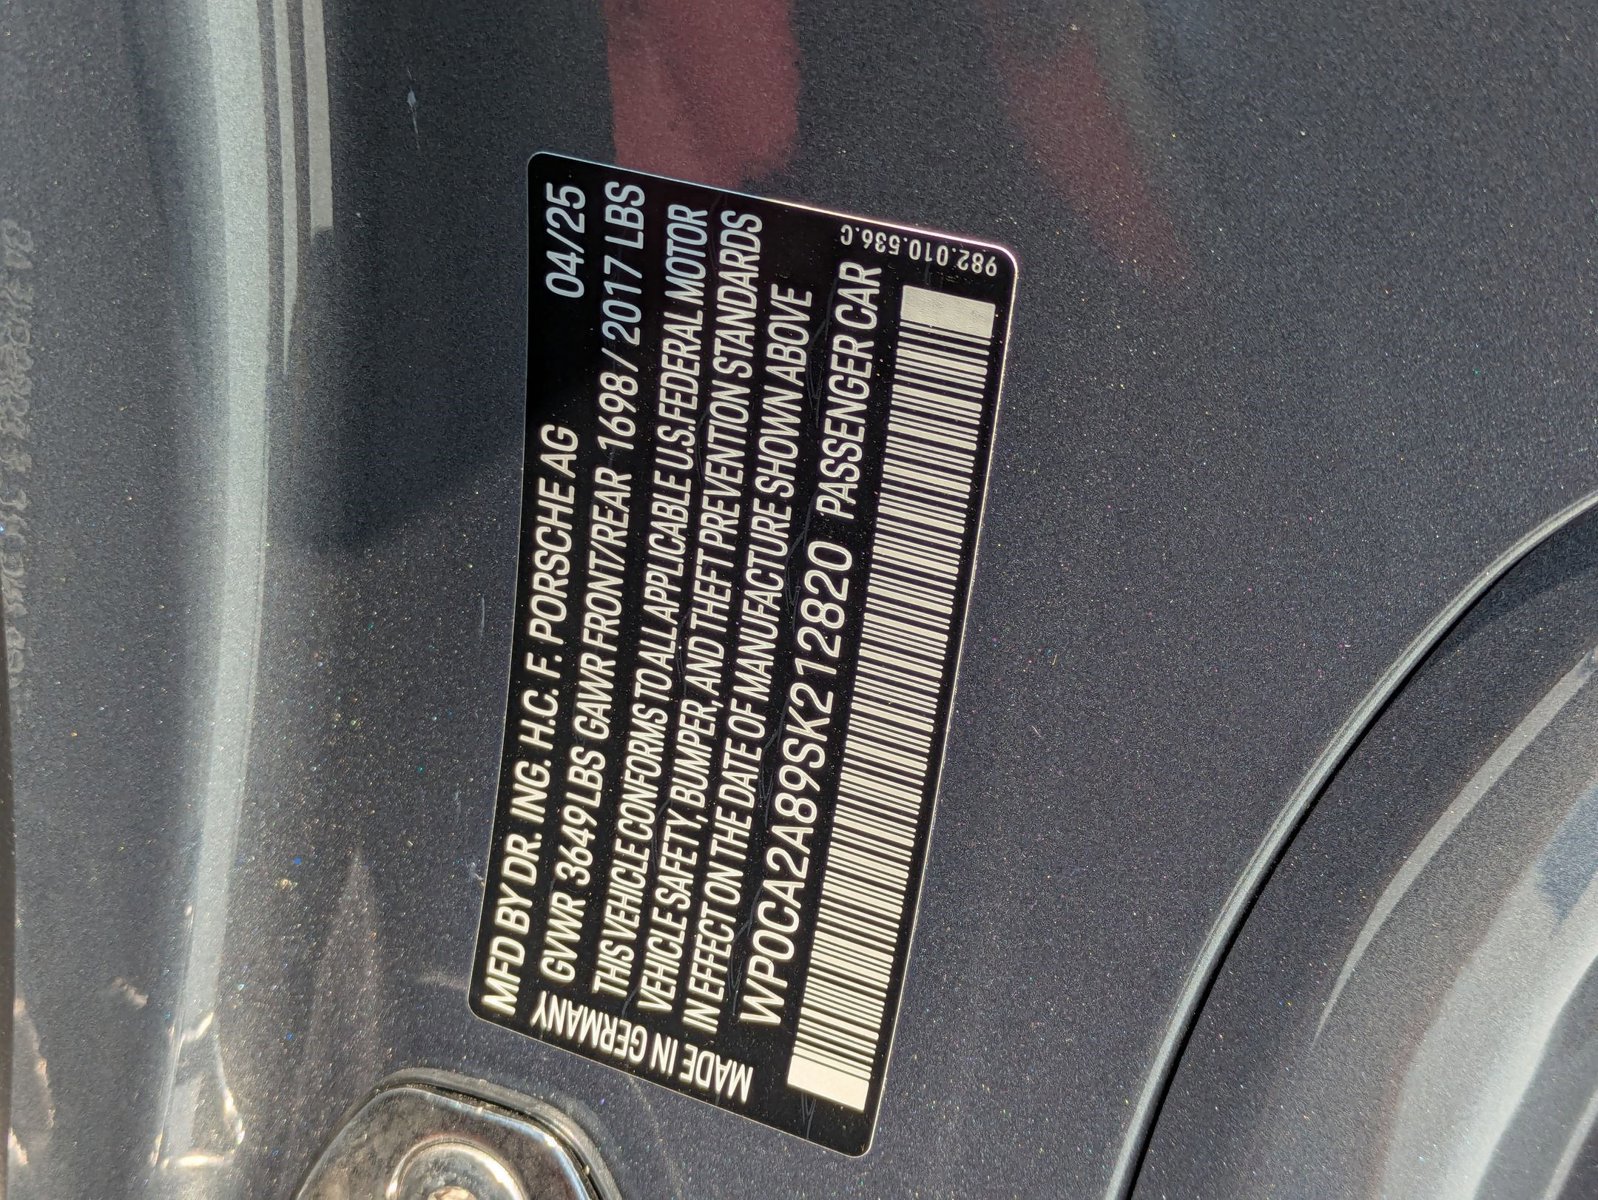 MFD BY DR. ING. H.C. F. PORSCHE AG 04/25
GVWR 3649LBS GAWR FRONT/REAR 1698 / 2017 LBS
THIS VEHICLE CONFORMS TO ALL APPLICABLE U.S.FEDERAL MOTOR
VEHICLE SAFETY, BUMPER, AND THEFT PREVENTION STANDARDS
IN EFFECT ON THE DATE OF MANUFACTURE SHOWN ABOVE
WP0CA2A89SK212820 PASSENGER CAR
MADE IN GERMANY
982.010.536.C